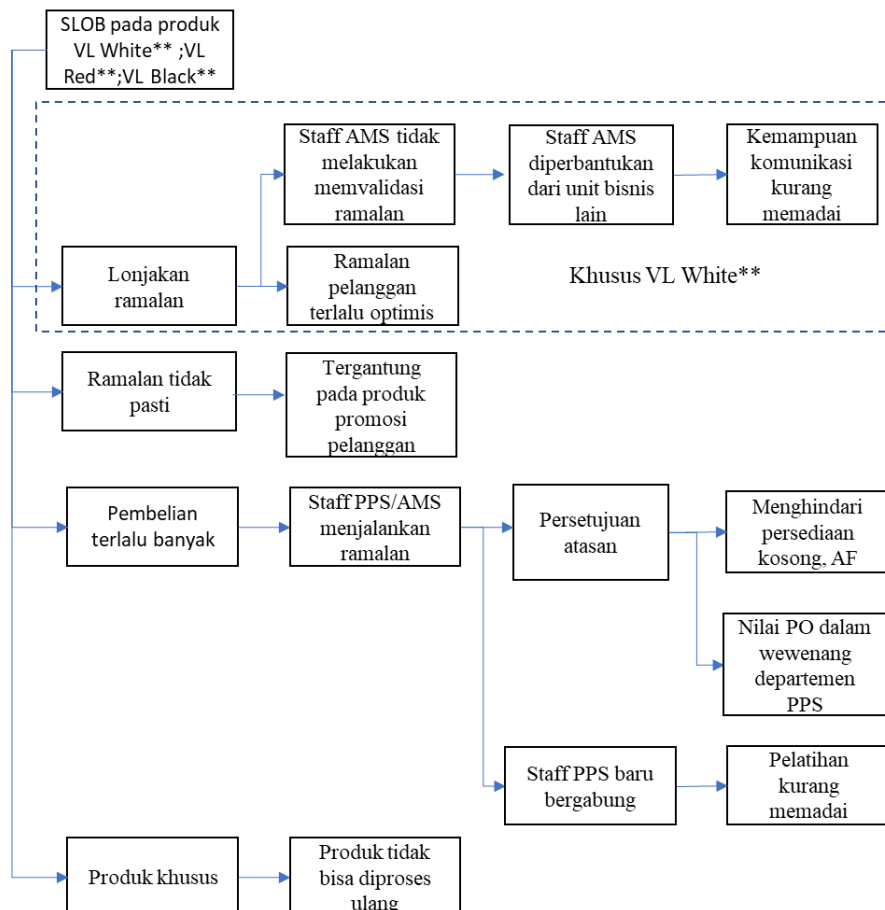 SLOB pada produk
VL White** ;VL
Red**;VL Black**
Staff AMS tidak
melakukan
memvalidasi
ramalan
Staff AMS
diperbantukan
dari unit bisnis
lain
Kemampuan
komunikasi
kurang
memadai
Lonjakan
ramalan
Ramalan
pelanggan
terlalu optimis
Khusus VL White**
Ramalan tidak
pasti
Tergantung
pada produk
promosi
pelanggan
Pembelian
terlalu banyak
Staff PPS/AMS
menjalankan
ramalan
Persetujuan
atasan
Menghindari
persediaan
kosong, AF
Nilai PO dalam
wewenang
departemen
PPS
Staff PPS baru
bergabung
Pelatihan
kurang
memadai
Produk khusus
Produk tidak
bisa diproses
ulang